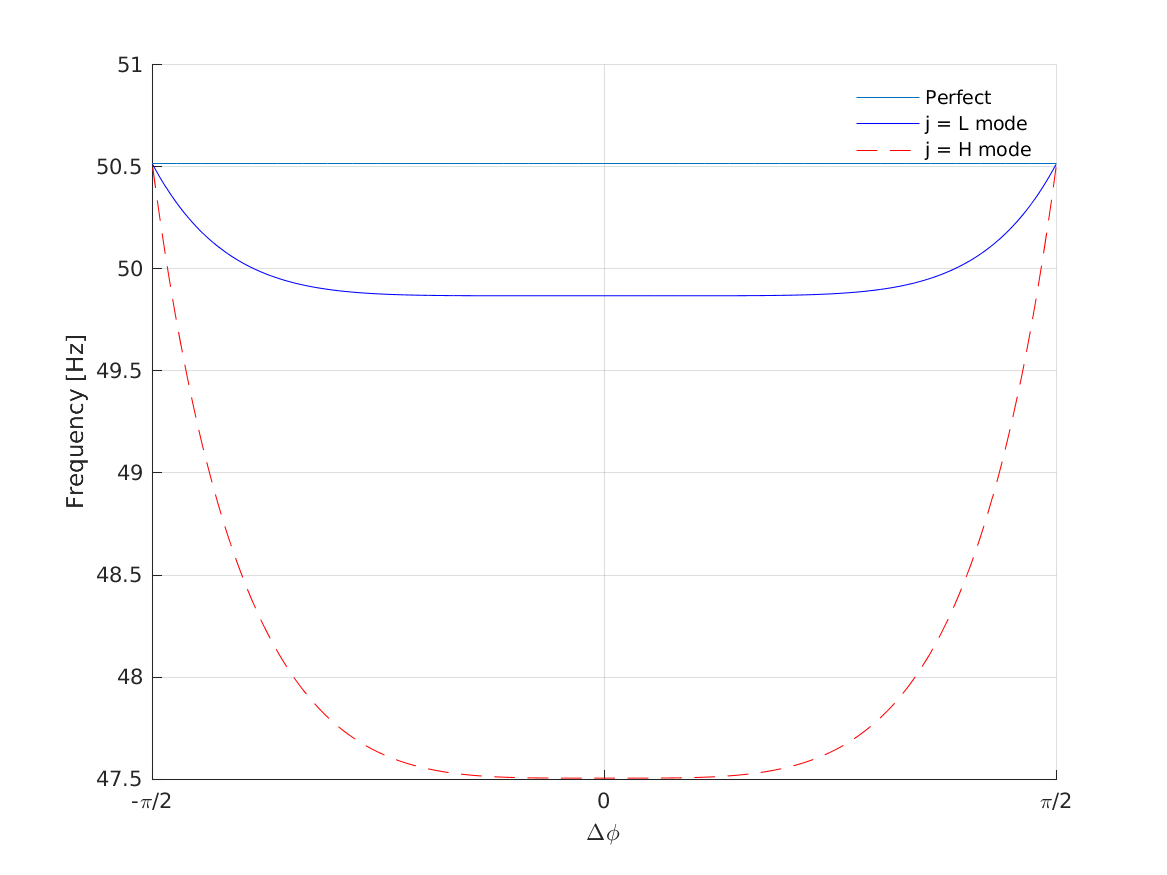 51
50.5
50
49.5
49
48.5
48
47.5
Frequency [Hz]
-π/2
0
π/2
Δϕ
Perfect
j = L mode
j = H mode